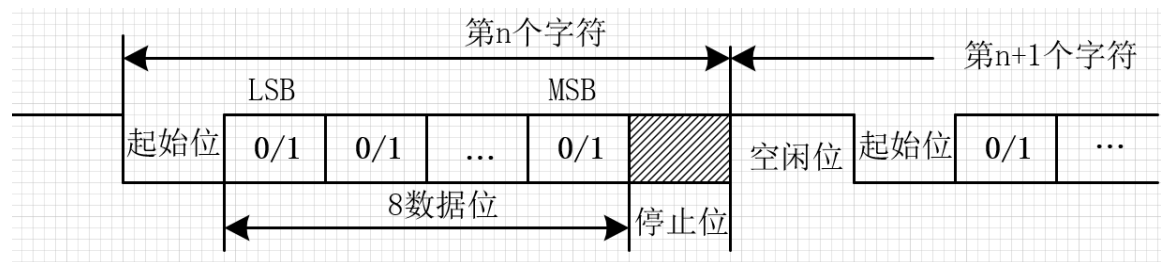 第n个字符
第n+1个字符
LSB
MSB
起始位
0/1
0/1
...
0/1
空闲位
起始位
0/1
...
8数据位
停止位